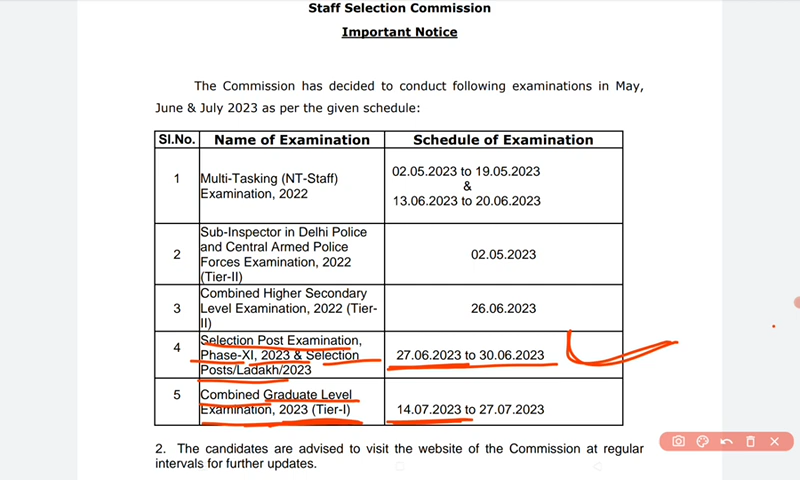 Staff Selection Commission
Important Notice
The Commission has decided to conduct following examinations in May,
June & July 2023 as per the given schedule:
Sl.No. Name of Examination Schedule of Examination
1 Multi-Tasking (NT-Staff)
Examination, 2022
02.05.2023 to 19.05.2023
&
13.06.2023 to 20.06.2023
2 Sub-Inspector in Delhi Police
and Central Armed Police
Forces Examination, 2022
(Tier-II)
02.05.2023
3 Combined Higher Secondary
Level Examination, 2022 (Tier-
II)
26.06.2023
4 Selection Post Examination,
Phase-XI, 2023 & Selection
Posts/Ladakh/2023
27.06.2023 to 30.06.2023
5 Combined Graduate Level
Examination, 2023 (Tier-I)
14.07.2023 to 27.07.2023
2. The candidates are advised to visit the website of the Commission at regular
intervals for further updates.